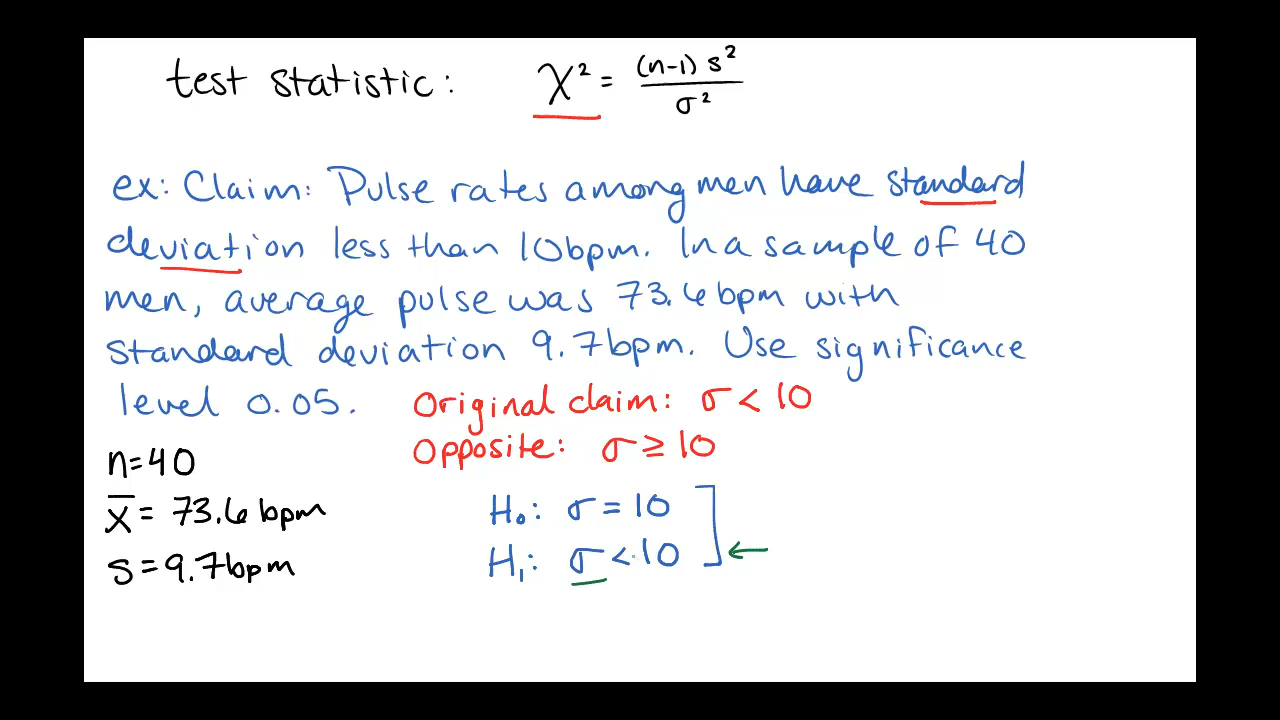 test statistic: χ² = (n-1) s² / σ²
ex: Claim: Pulse rates among men have standard
deviation less than 10bpm. In a sample of 40
men, average pulse was 73.6 bpm with
standard deviation 9.7bpm. Use significance
level 0.05.
Original claim: σ < 10
Opposite: σ ≥ 10
n=40
x̄ = 73.6 bpm
s = 9.7bpm
H₀: σ = 10
H₁: σ < 10